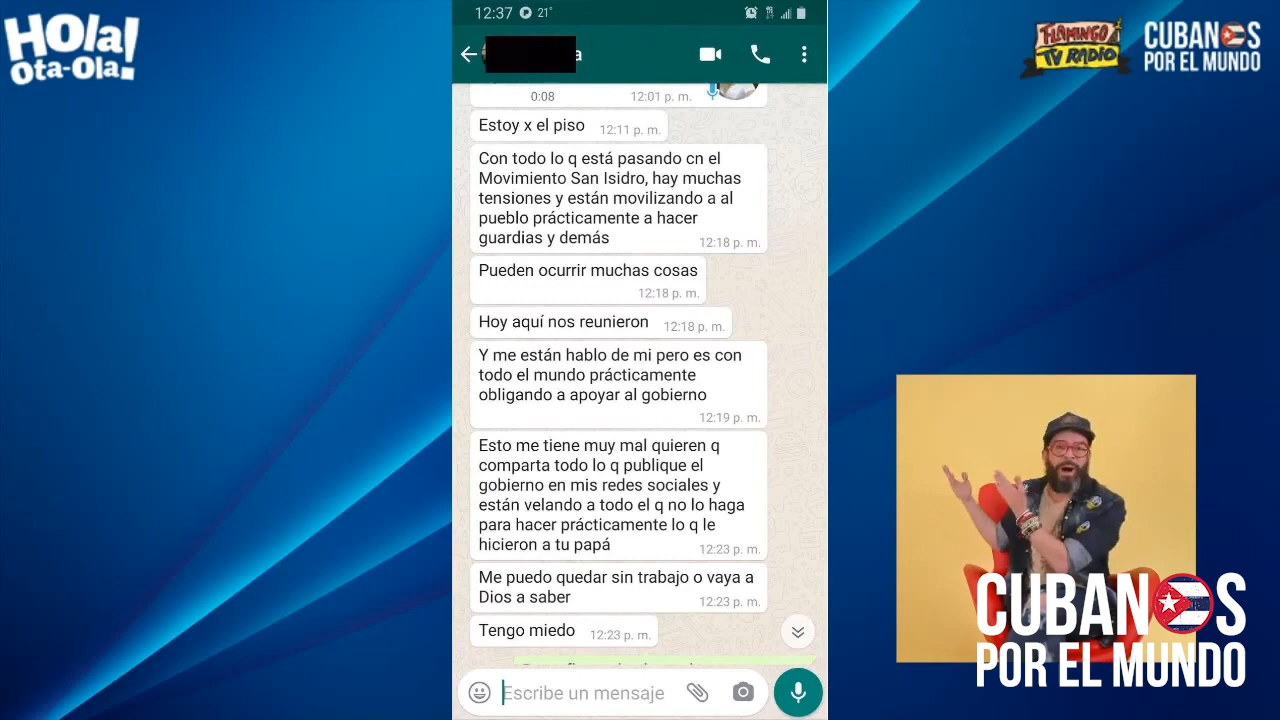 HOla!
Ota-Ola!
12:37 21°
a
FLAMINGO
TV RADIO
CUBANOS
POR EL MUNDO
0:08 12:01 p. m.
Estoy x el piso 12:11 p. m.
Con todo lo q está pasando cn el
Movimiento San Isidro, hay muchas
tensiones y están movilizando a al
pueblo prácticamente a hacer
guardias y demás 12:18 p. m.
Pueden ocurrir muchas cosas
12:18 p. m.
Hoy aquí nos reunieron 12:18 p. m.
Y me están hablo de mi pero es con
todo el mundo prácticamente
obligando a apoyar al gobierno
12:19 p. m.
Esto me tiene muy mal quieren q
comparta todo lo q publique el
gobierno en mis redes sociales y
están velando a todo el q no lo haga
para hacer prácticamente lo q le
hicieron a tu papá 12:23 p. m.
Me puedo quedar sin trabajo o vaya a
Dios a saber 12:23 p. m.
Tengo miedo 12:23 p. m.
Escribe un mensaje
CUBANOS
POR EL MUNDO